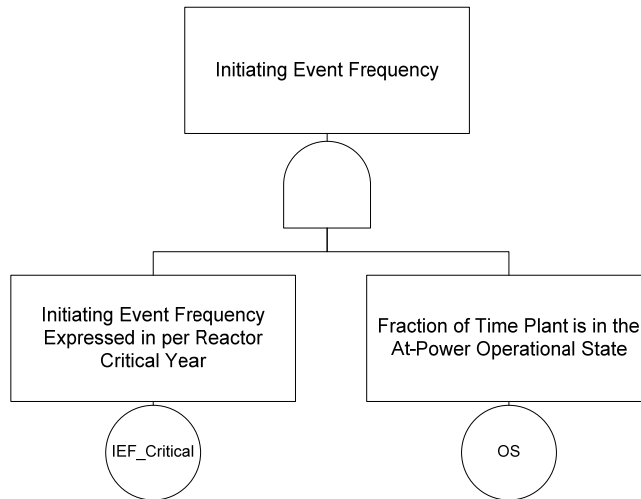 Initiating Event Frequency
Initiating Event Frequency
Expressed in per Reactor
Critical Year
Fraction of Time Plant is in the
At-Power Operational State
IEF_Critical
OS